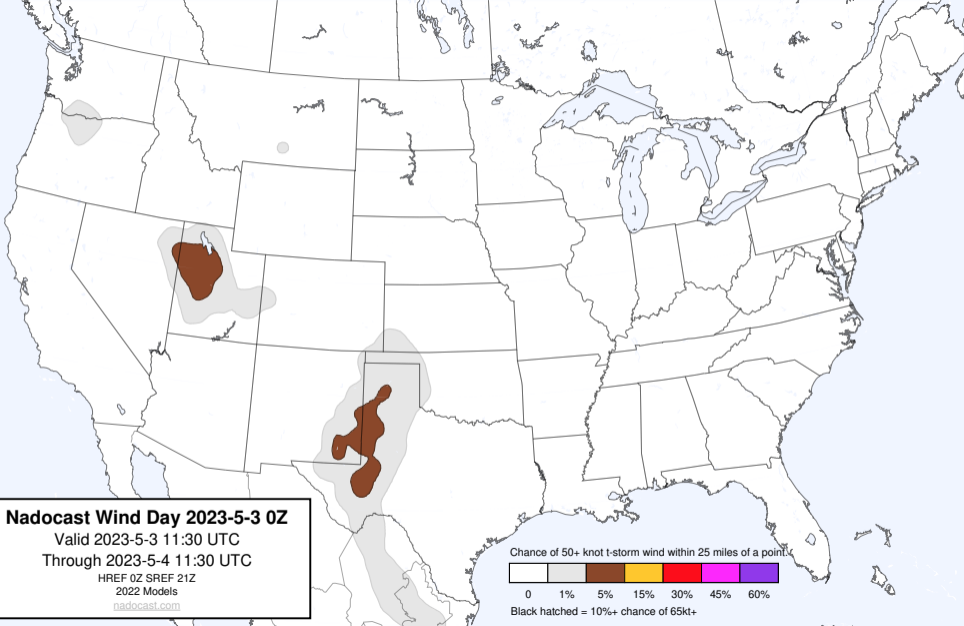 Nadocast Wind Day 2023-5-3 0Z
Valid 2023-5-3 11:30 UTC
Through 2023-5-4 11:30 UTC
HREF 0Z SREF 21Z
2022 Models
nadocast.com
Chance of 50+ knot t-storm wind within 25 miles of a point.
0 1% 5% 15% 30% 45% 60%
Black hatched = 10%+ chance of 65kt+